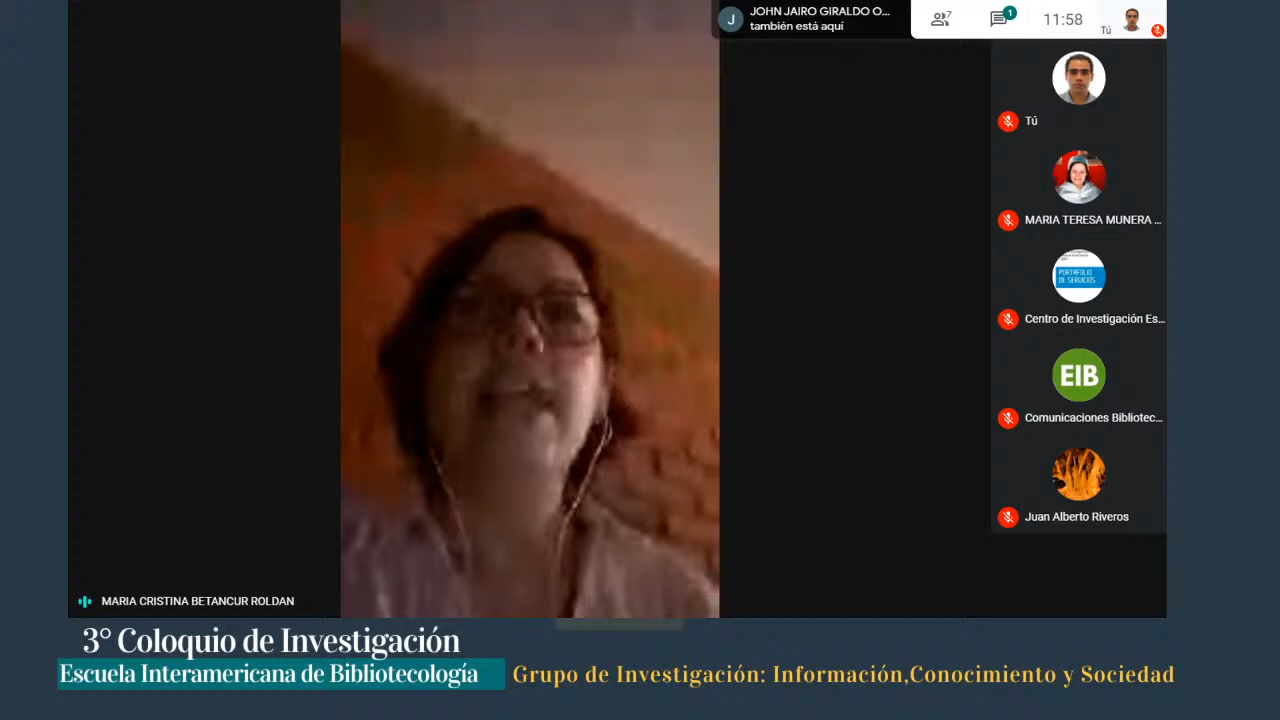 J
JOHN JAIRO GIRALDO O...
también está aquí
7
1
11:58
Tú
Tú
MARIA TERESA MUNERA ...
PORTAFOLIO
DE SERVICIOS
Centro de Investigación Es...
EIB
Comunicaciones Bibliotec...
Juan Alberto Riveros
MARIA CRISTINA BETANCUR ROLDAN
3° Coloquio de Investigación
Escuela Interamericana de Bibliotecología
Grupo de Investigación: Información,Conocimiento y Sociedad